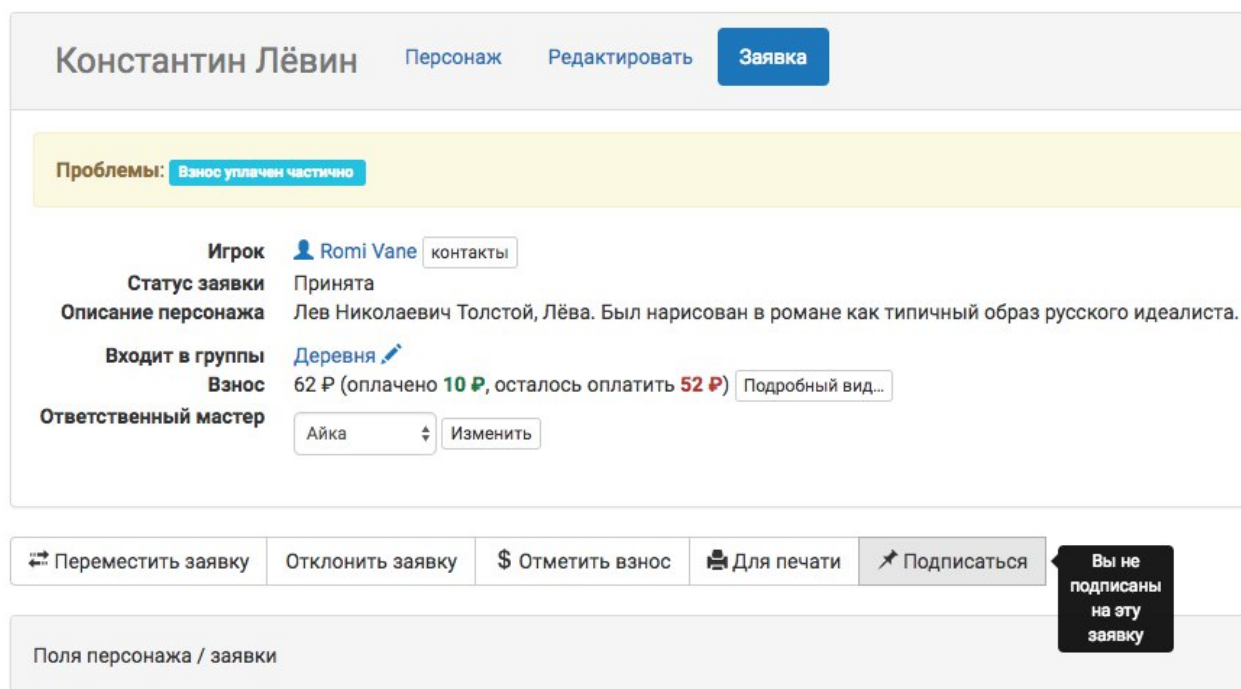 Константин Лёвин Персонаж Редактировать Заявка
Проблемы: Взнос уплачен частично
Игрок Romi Vane контакты
Статус заявки Принята
Описание персонажа Лев Николаевич Толстой, Лёва. Был нарисован в романе как типичный образ русского идеалиста.
Входит в группы Деревня
Взнос 62 ₽ (оплачено 10 ₽, осталось оплатить 52 ₽) Подробный вид...
Ответственный мастер Айка Изменить
Переместить заявку Отклонить заявку $ Отметить взнос Для печати Подписаться
Вы не
подписаны
на эту
заявку
Поля персонажа / заявки